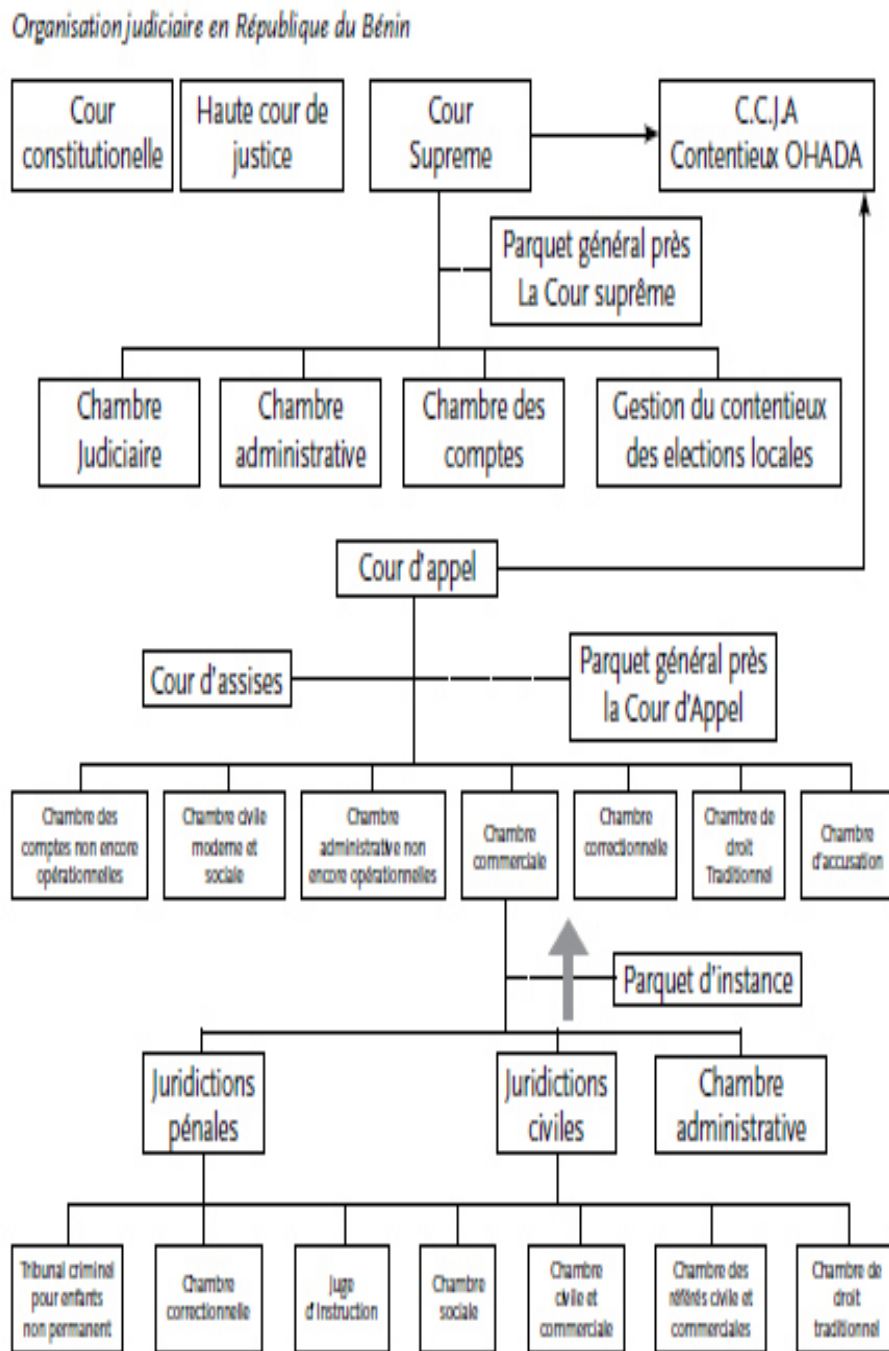 Organisation judiciaire en République du Bénin
Cour
constitutionelle
Haute cour de
justice
Cour
Supreme
C.C.J.A
Contentieux OHADA
Parquet général près
La Cour suprême
Chambre
Judiciaire
Chambre
administrative
Chambre des
comptes
Gestion du contentieux
des elections locales
Cour d'appel
Cour d'assises
Parquet général près
la Cour d'Appel
Chambre des
comptes non encore
opérationnelles
Chambre civile
moderne et
sociale
Chambre
administrative non
encore opérationnelles
Chambre
commerciale
Chambre
correctionnelle
Chambre de
droit
Traditionnel
Chambre
d'accusation
Parquet d'instance
Juridictions
pénales
Juridictions
civiles
Chambre
administrative
Tribunal criminel
pour enfants
non permanent
Chambre
correctionnelle
Juge
d'Instruction
Chambre
sociale
Chambre
civile et
commerciale
Chambre des
référés civile et
commerciales
Chambre de
droit
traditionnel